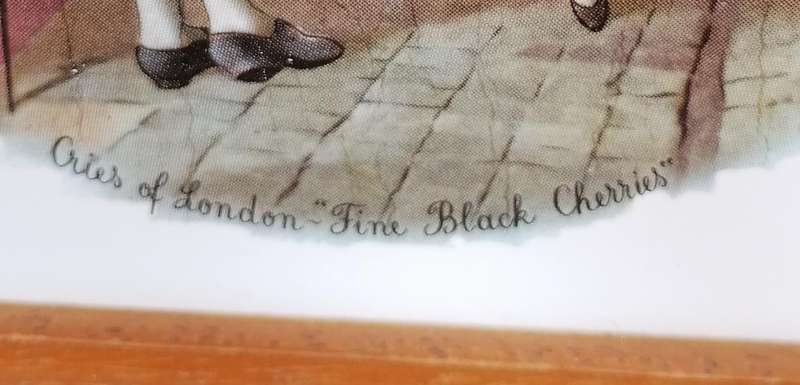 Cries of London ~ "Fine Black Cherries"